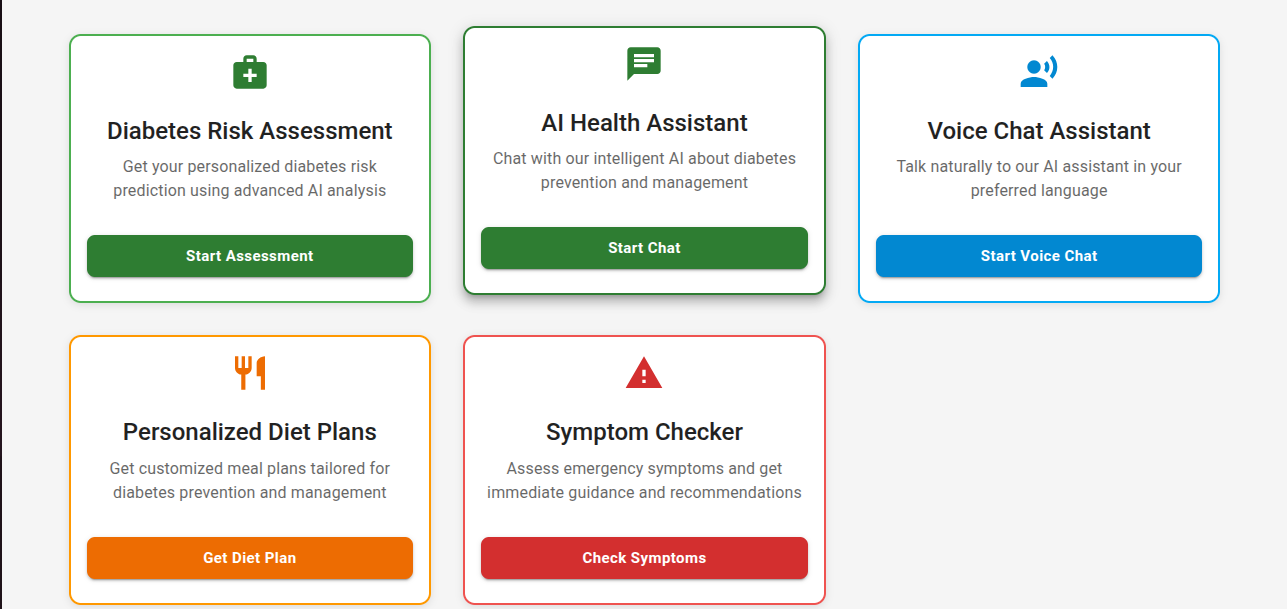 Diabetes Risk Assessment
Get your personalized diabetes risk
prediction using advanced AI analysis
Start Assessment
AI Health Assistant
Chat with our intelligent AI about diabetes
prevention and management
Start Chat
Voice Chat Assistant
Talk naturally to our AI assistant in your
preferred language
Start Voice Chat
Personalized Diet Plans
Get customized meal plans tailored for
diabetes prevention and management
Get Diet Plan
Symptom Checker
Assess emergency symptoms and get
immediate guidance and recommendations
Check Symptoms